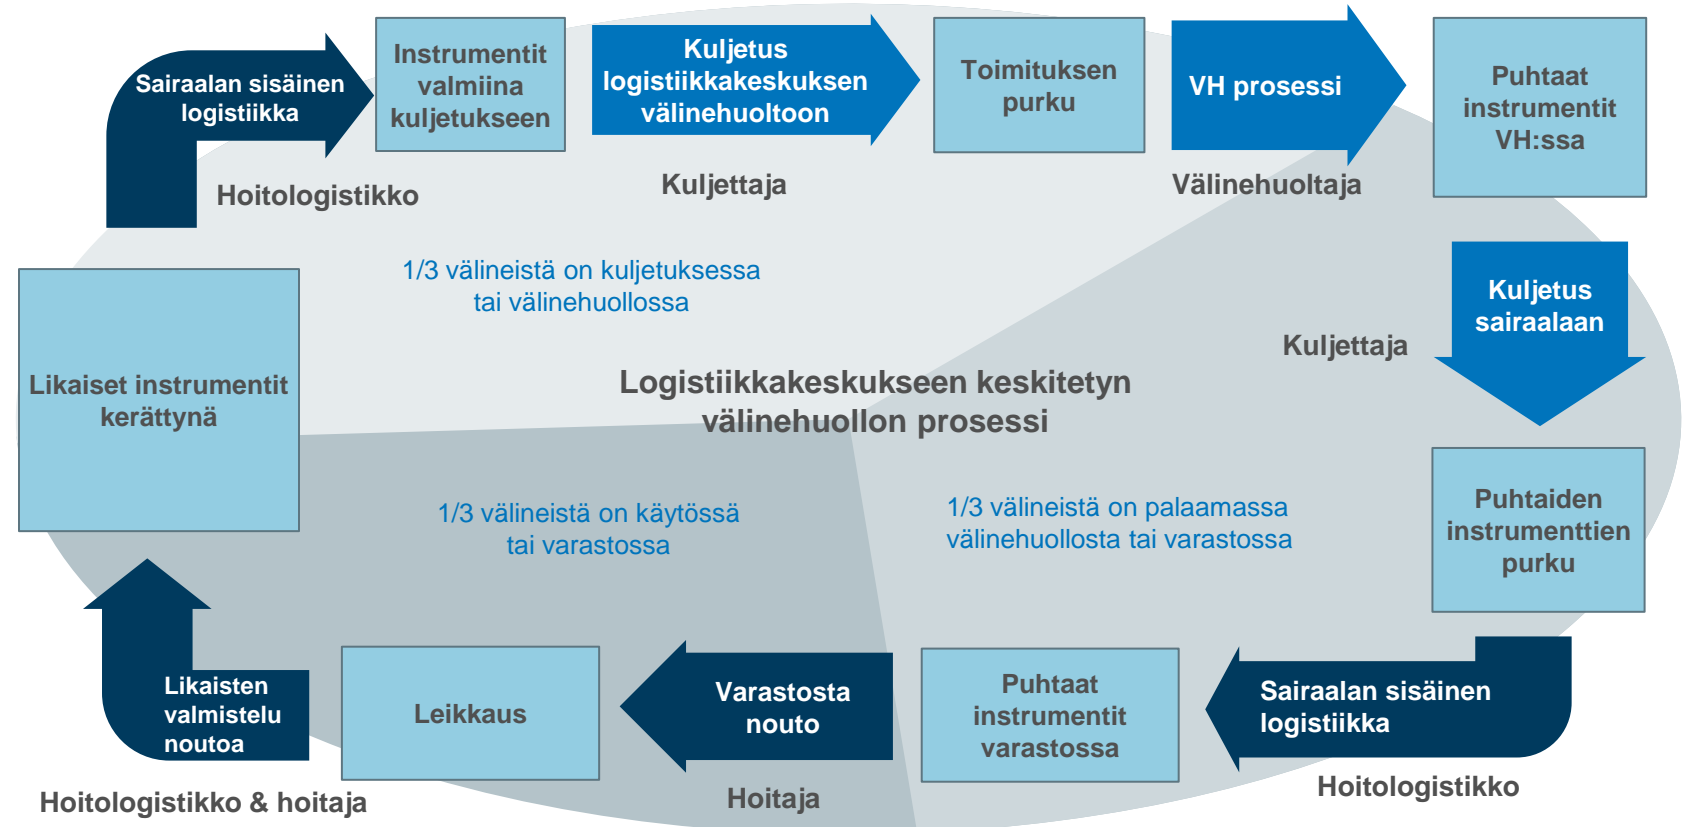 Sairaalan sisäinen
logistiikka
Hoitologistikko
Instrumentit
valmiina
kuljetukseen
Kuljetus
logistiikkakeskuksen
välinehuoltoon
Kuljettaja
Toimituksen
purku
VH prosessi
Välinehuoltaja
Puhtaat
instrumentit
VH:ssa
1/3 välineistä on kuljetuksessa
tai välinehuollossa
Kuljetus
sairaalaan
Kuljettaja
Likaiset instrumentit
kerättynä
Logistiikkakeskukseen keskitetyn
välinehuollon prosessi
1/3 välineistä on käytössä
tai varastossa
1/3 välineistä on palaamassa
välinehuollosta tai varastossa
Puhtaiden
instrumenttien
purku
Sairaalan sisäinen
logistiikka
Hoitologistikko
Puhtaat
instrumentit
varastossa
Varastosta
nouto
Hoitaja
Leikkaus
Likaisten
valmistelu
noutoa
Hoitologistikko & hoitaja